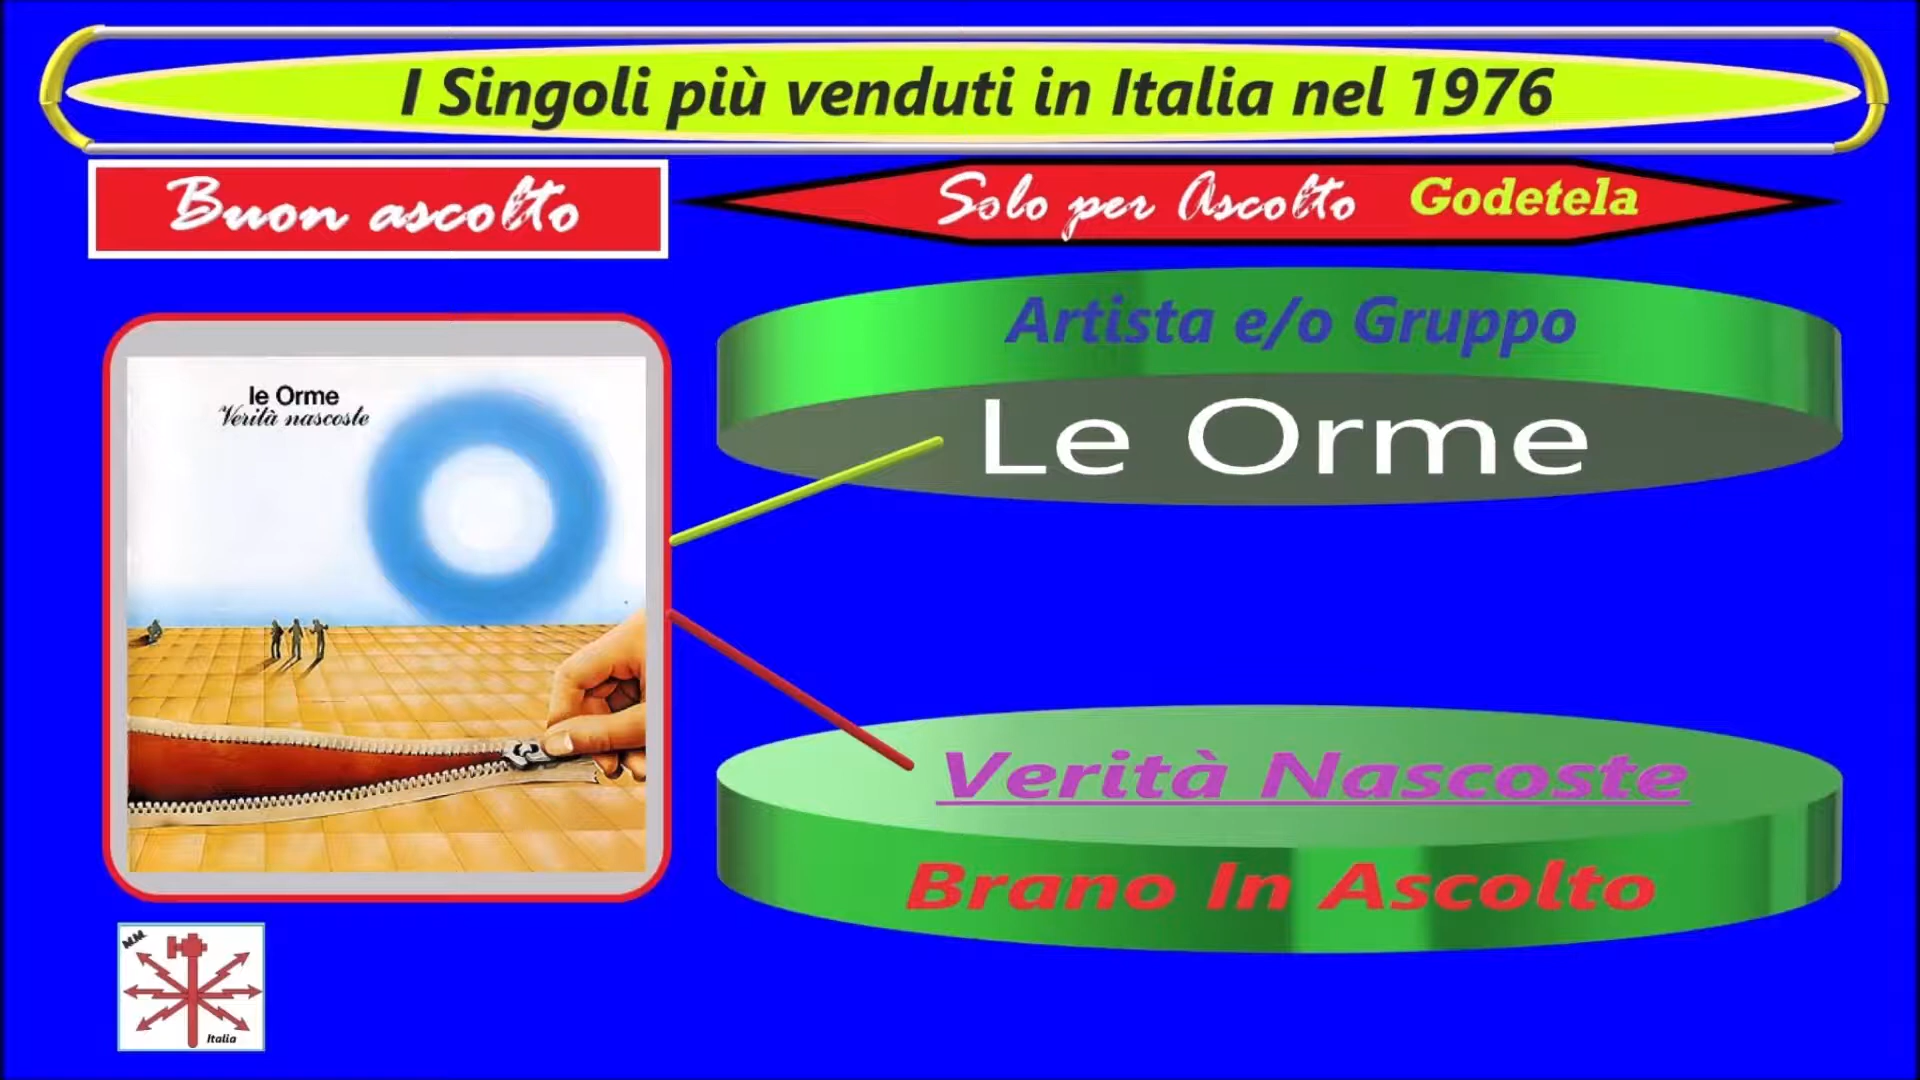 I Singoli più venduti in Italia nel 1976
Buon ascolto
Solo per Ascolto Godetela
Artista e/o Gruppo
Le Orme
le Orme
Verità nascoste
Verità Nascoste
Brano In Ascolto
M.M.
Italia